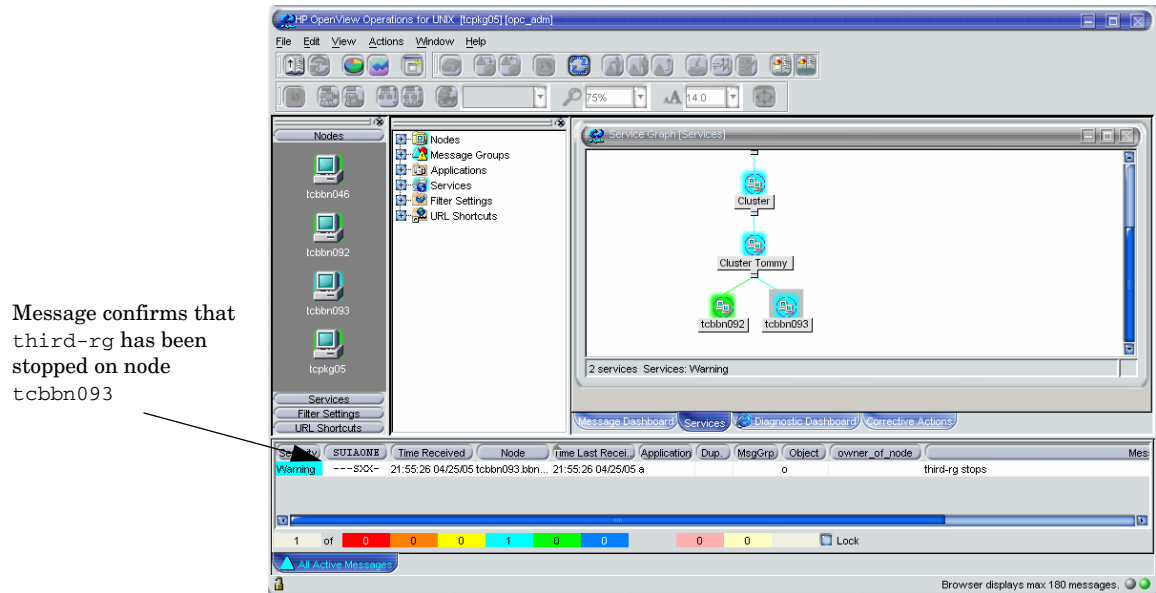 HP OpenView Operations for UNIX [tcpkg05] [opc_adm]
File Edit View Actions Window Help
75%
14.0
Nodes
tcbbn046
tcbbn092
tcbbn093
tcpkg05
Services
Filter Settings
URL Shortcuts
Nodes
Message Groups
Applications
Services
Filter Settings
URL Shortcuts
Service Graph [Services]
Cluster
Cluster Tommy
tcbbn092 tcbbn093
2 services Services: Warning
Message Dashboard Services Diagnostic Dashboard Corrective Actions
Message confirms that
third-rg has been
stopped on node
tcbbn093
SUIAONE Time Received Node Time Last Recei.. Application Dup. MsgGrp Object owner_of_node Mes
Warning ---SXX- 21:55:26 04/25/05 tcbbn093.bbn... 21:55:26 04/25/05 a o third-rg stops
1 of 0 0 0 1 0 0 0 0 Lock
All Active Messages
Browser displays max 180 messages.